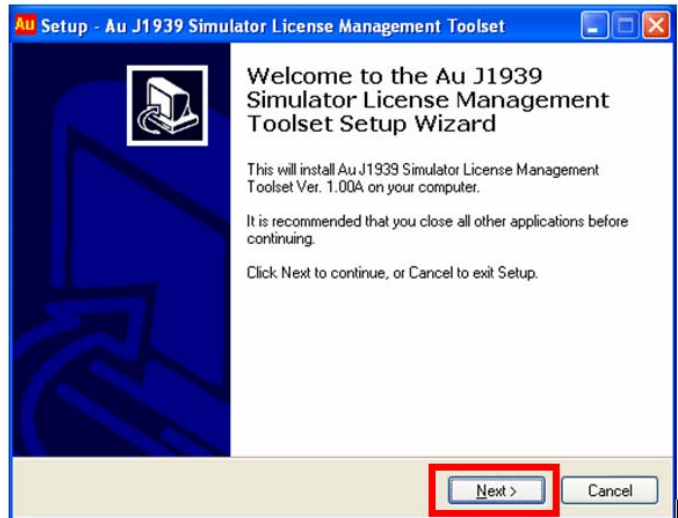 Au Setup - Au J1939 Simulator License Management Toolset
Welcome to the Au J1939
Simulator License Management
Toolset Setup Wizard
This will install Au J1939 Simulator License Management
Toolset Ver. 1.00A on your computer.
It is recommended that you close all other applications before
continuing.
Click Next to continue, or Cancel to exit Setup.
Next > Cancel